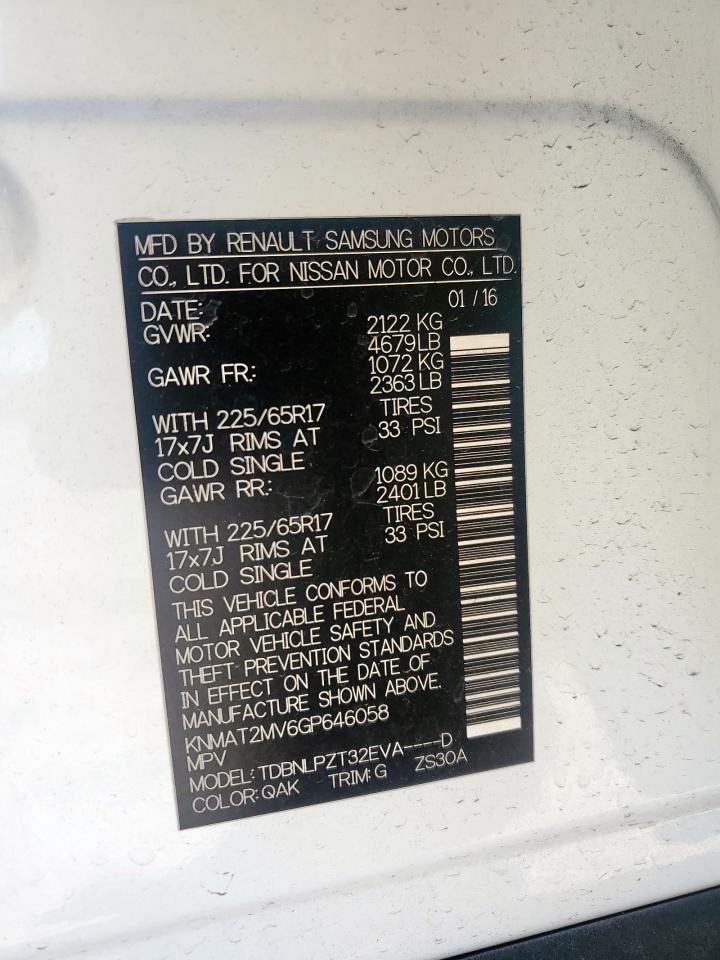 MFD BY RENAULT SAMSUNG MOTORS
CO., LTD. FOR NISSAN MOTOR CO., LTD.
DATE: 01 / 16
GVWR: 2122 KG
4679 LB
GAWR FR: 1072 KG
2363 LB
WITH 225/65R17 TIRES
17x7J RIMS AT 33 PSI
COLD SINGLE
GAWR RR: 1089 KG
2401 LB
WITH 225/65R17 TIRES
17x7J RIMS AT 33 PSI
COLD SINGLE
THIS VEHICLE CONFORMS TO
ALL APPLICABLE FEDERAL
MOTOR VEHICLE SAFETY AND
THEFT PREVENTION STANDARDS
IN EFFECT ON THE DATE OF
MANUFACTURE SHOWN ABOVE.
KNMAT2MV6GP646058
MPV
MODEL: TDBNLPZT32EVA----D
COLOR: QAK TRIM: G ZS30A